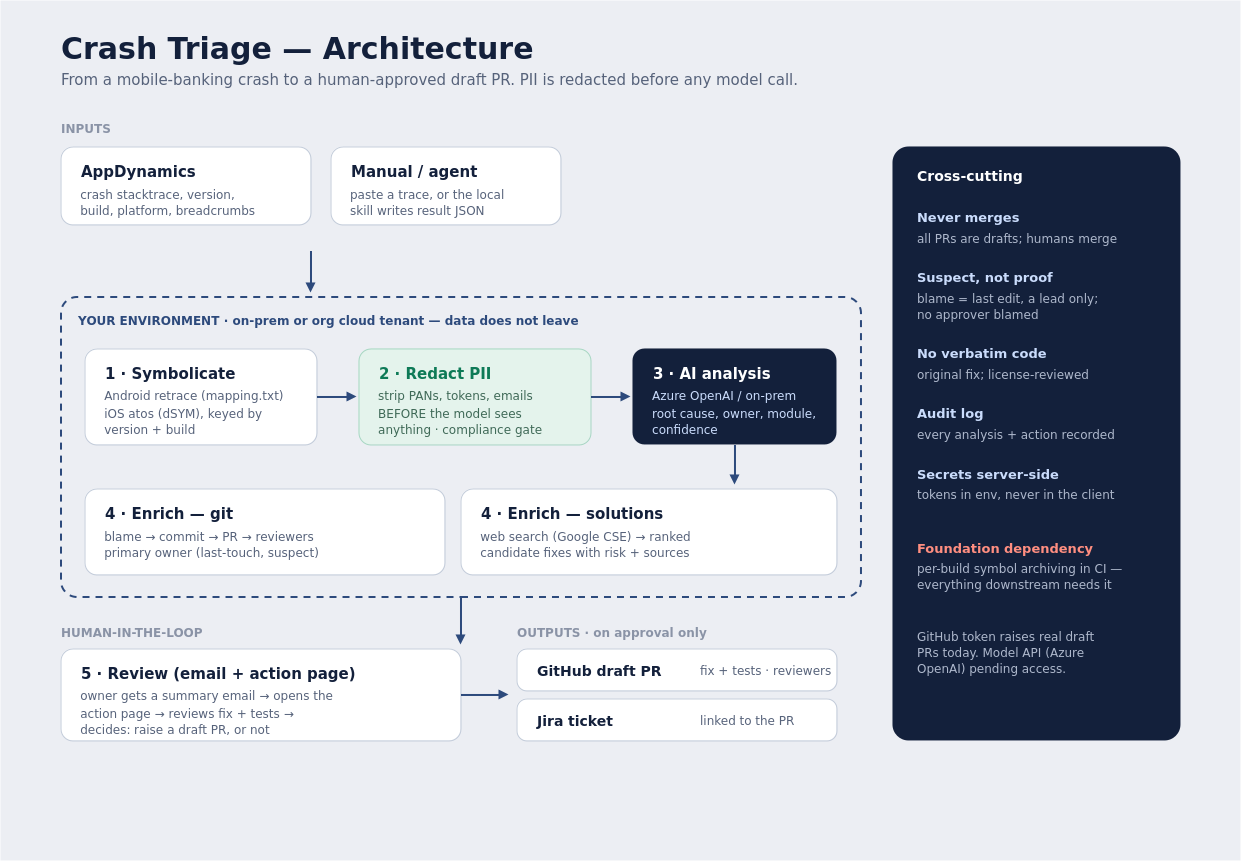 Crash Triage — Architecture
From a mobile-banking crash to a human-approved draft PR. PII is redacted before any model call.
INPUTS
AppDynamics
crash stacktrace, version,
build, platform, breadcrumbs
Manual / agent
paste a trace, or the local
skill writes result JSON
YOUR ENVIRONMENT · on-prem or org cloud tenant — data does not leave
1 · Symbolicate
Android retrace (mapping.txt)
iOS atos (dSYM), keyed by
version + build
2 · Redact PII
strip PANs, tokens, emails
BEFORE the model sees
anything · compliance gate
3 · AI analysis
Azure OpenAI / on-prem
root cause, owner, module,
confidence
4 · Enrich — git
blame → commit → PR → reviewers
primary owner (last-touch, suspect)
4 · Enrich — solutions
web search (Google CSE) → ranked
candidate fixes with risk + sources
HUMAN-IN-THE-LOOP
5 · Review (email + action page)
owner gets a summary email → opens the
action page → reviews fix + tests →
decides: raise a draft PR, or not
OUTPUTS · on approval only
GitHub draft PR fix + tests · reviewers
Jira ticket linked to the PR
Cross-cutting
Never merges
all PRs are drafts; humans merge
Suspect, not proof
blame = last edit, a lead only;
no approver blamed
No verbatim code
original fix; license-reviewed
Audit log
every analysis + action recorded
Secrets server-side
tokens in env, never in the client
Foundation dependency
per-build symbol archiving in CI —
everything downstream needs it
GitHub token raises real draft
PRs today. Model API (Azure
OpenAI) pending access.